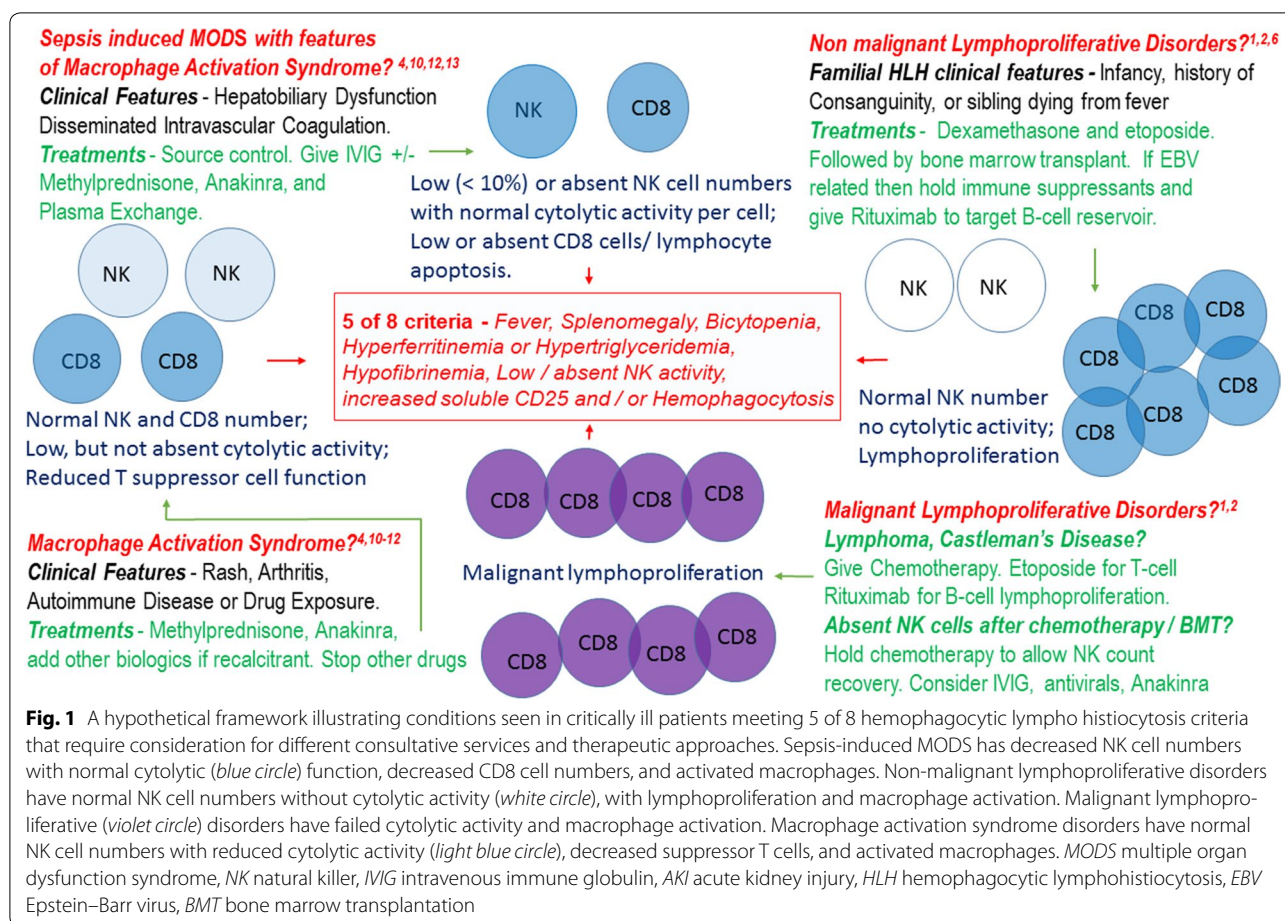 Sepsis induced MODS with features
of Macrophage Activation Syndrome? 4,10,12,13
Clinical Features - Hepatobiliary Dysfunction
Disseminated Intravascular Coagulation.
Treatments - Source control. Give IVIG +/-
Methylprednisone, Anakinra, and
Plasma Exchange.
NK
CD8
Low (< 10%) or absent NK cell numbers
with normal cytolytic activity per cell;
Low or absent CD8 cells/ lymphocyte
apoptosis.
Non malignant Lymphoproliferative Disorders?1,2,6
Familial HLH clinical features - Infancy, history of
Consanguinity, or sibling dying from fever
Treatments - Dexamethasone and etoposide.
Followed by bone marrow transplant. If EBV
related then hold immune suppressants and
give Rituximab to target B-cell reservoir.
NK
NK
CD8
CD8
Normal NK and CD8 number;
Low, but not absent cytolytic activity;
Reduced T suppressor cell function
5 of 8 criteria - Fever, Splenomegaly, Bicytopenia,
Hyperferritinemia or Hypertriglyceridemia,
Hypofibrinemia, Low / absent NK activity,
increased soluble CD25 and / or Hemophagocytosis
NK
NK
CD8
CD8
CD8
CD8
CD8
CD8
Normal NK number
no cytolytic activity;
Lymphoproliferation
Macrophage Activation Syndrome?4,10-12
Clinical Features - Rash, Arthritis,
Autoimmune Disease or Drug Exposure.
Treatments - Methylprednisone, Anakinra,
add other biologics if recalcitrant. Stop other drugs
CD8
CD8
CD8
CD8
Malignant lymphoproliferation
CD8
CD8
CD8
CD8
Malignant Lymphoproliferative Disorders?1,2
Lymphoma, Castleman's Disease?
Give Chemotherapy. Etoposide for T-cell
Rituximab for B-cell lymphoproliferation.
Absent NK cells after chemotherapy / BMT?
Hold chemotherapy to allow NK count
recovery. Consider IVIG, antivirals, Anakinra
Fig. 1 A hypothetical framework illustrating conditions seen in critically ill patients meeting 5 of 8 hemophagocytic lympho histiocytosis criteria
that require consideration for different consultative services and therapeutic approaches. Sepsis-induced MODS has decreased NK cell numbers
with normal cytolytic (blue circle) function, decreased CD8 cell numbers, and activated macrophages. Non-malignant lymphoproliferative disorders
have normal NK cell numbers without cytolytic activity (white circle), with lymphoproliferation and macrophage activation. Malignant lymphopro-
liferative (violet circle) disorders have failed cytolytic activity and macrophage activation. Macrophage activation syndrome disorders have normal
NK cell numbers with reduced cytolytic activity (light blue circle), decreased suppressor T cells, and activated macrophages. MODS multiple organ
dysfunction syndrome, NK natural killer, IVIG intravenous immune globulin, AKI acute kidney injury, HLH hemophagocytic lymphohistiocytosis, EBV
Epstein–Barr virus, BMT bone marrow transplantation